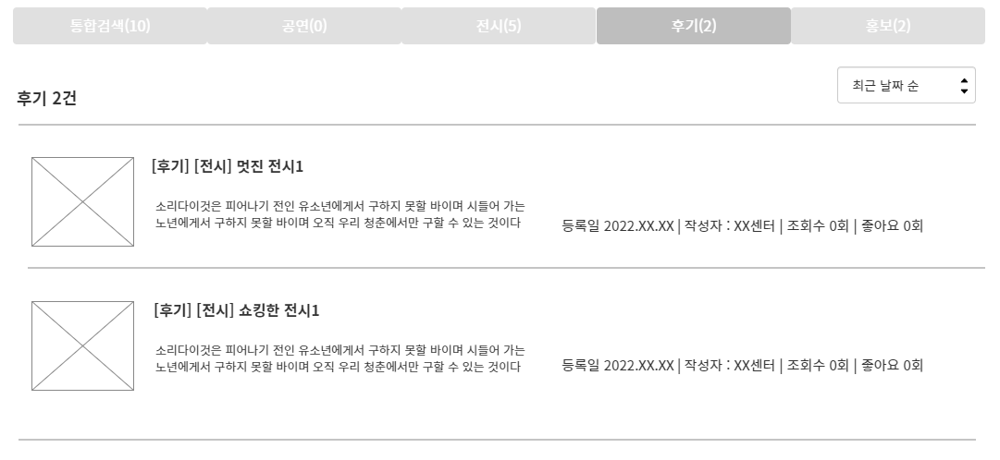 통합검색(10) 공연(0) 전시(5) 후기(2) 홍보(2)
최근 날짜 순
후기 2건
[후기] [전시] 멋진 전시1
소리다이것은 피어나기 전인 유소년에게서 구하지 못할 바이며 시들어 가는
노년에게서 구하지 못할 바이며 오직 우리 청춘에서만 구할 수 있는 것이다
등록일 2022.XX.XX | 작성자 : XX센터 | 조회수 0회 | 좋아요 0회
[후기] [전시] 쇼킹한 전시1
소리다이것은 피어나기 전인 유소년에게서 구하지 못할 바이며 시들어 가는
노년에게서 구하지 못할 바이며 오직 우리 청춘에서만 구할 수 있는 것이다
등록일 2022.XX.XX | 작성자 : XX센터 | 조회수 0회 | 좋아요 0회